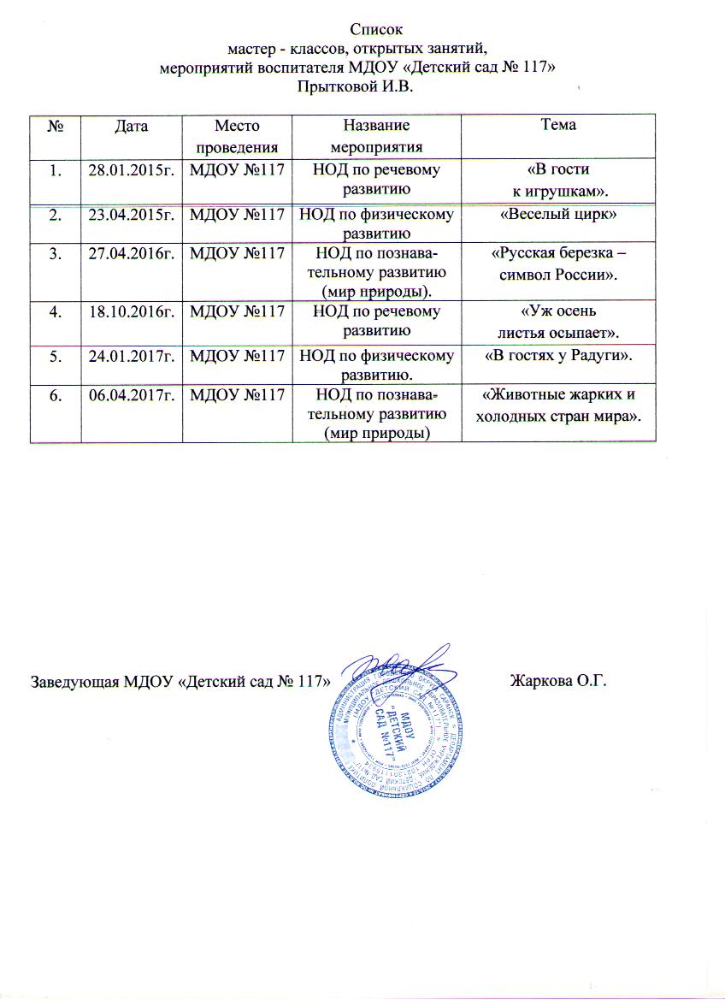 Список
мастер - классов, открытых занятий,
мероприятий воспитателя МДОУ «Детский сад № 117»
Прытковой И.В.
№ Дата Место проведения Название мероприятия Тема
1. 28.01.2015г. МДОУ №117 НОД по речевому развитию «В гости к игрушкам».
2. 23.04.2015г. МДОУ №117 НОД по физическому развитию «Веселый цирк»
3. 27.04.2016г. МДОУ №117 НОД по познава-тельному развитию (мир природы). «Русская березка – символ России».
4. 18.10.2016г. МДОУ №117 НОД по речевому развитию «Уж осень листья осыпает».
5. 24.01.2017г. МДОУ №117 НОД по физическому развитию. «В гостях у Радуги».
6. 06.04.2017г. МДОУ №117 НОД по познава-тельному развитию (мир природы) «Животные жарких и холодных стран мира».
Заведующая МДОУ «Детский сад № 117» Жаркова О.Г.
МДОУ
"ДЕТСКИЙ
САД №117"